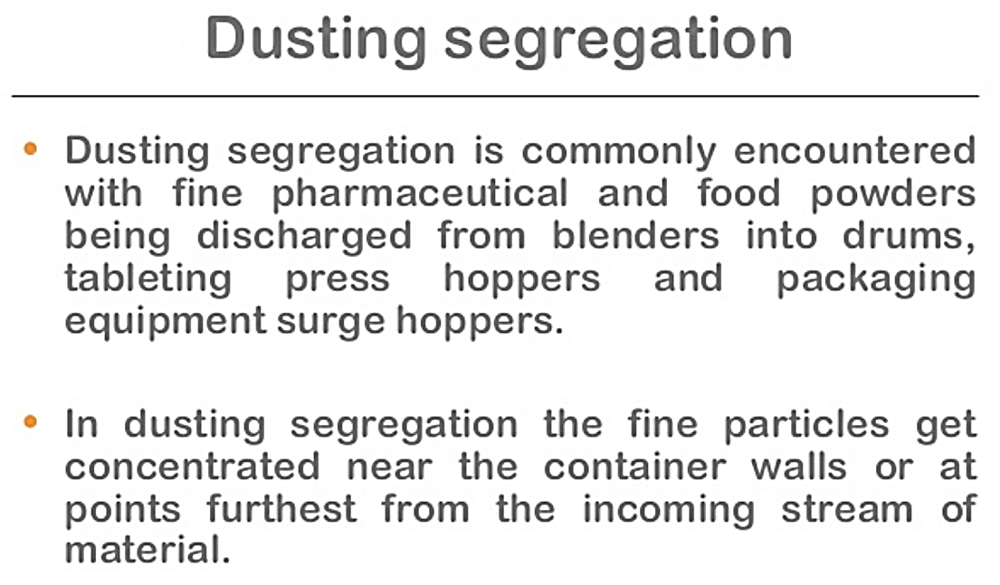 Dusting segregation
• Dusting segregation is commonly encountered
with fine pharmaceutical and food powders
being discharged from blenders into drums,
tableting press hoppers and packaging
equipment surge hoppers.
• In dusting segregation the fine particles get
concentrated near the container walls or at
points furthest from the incoming stream of
material.